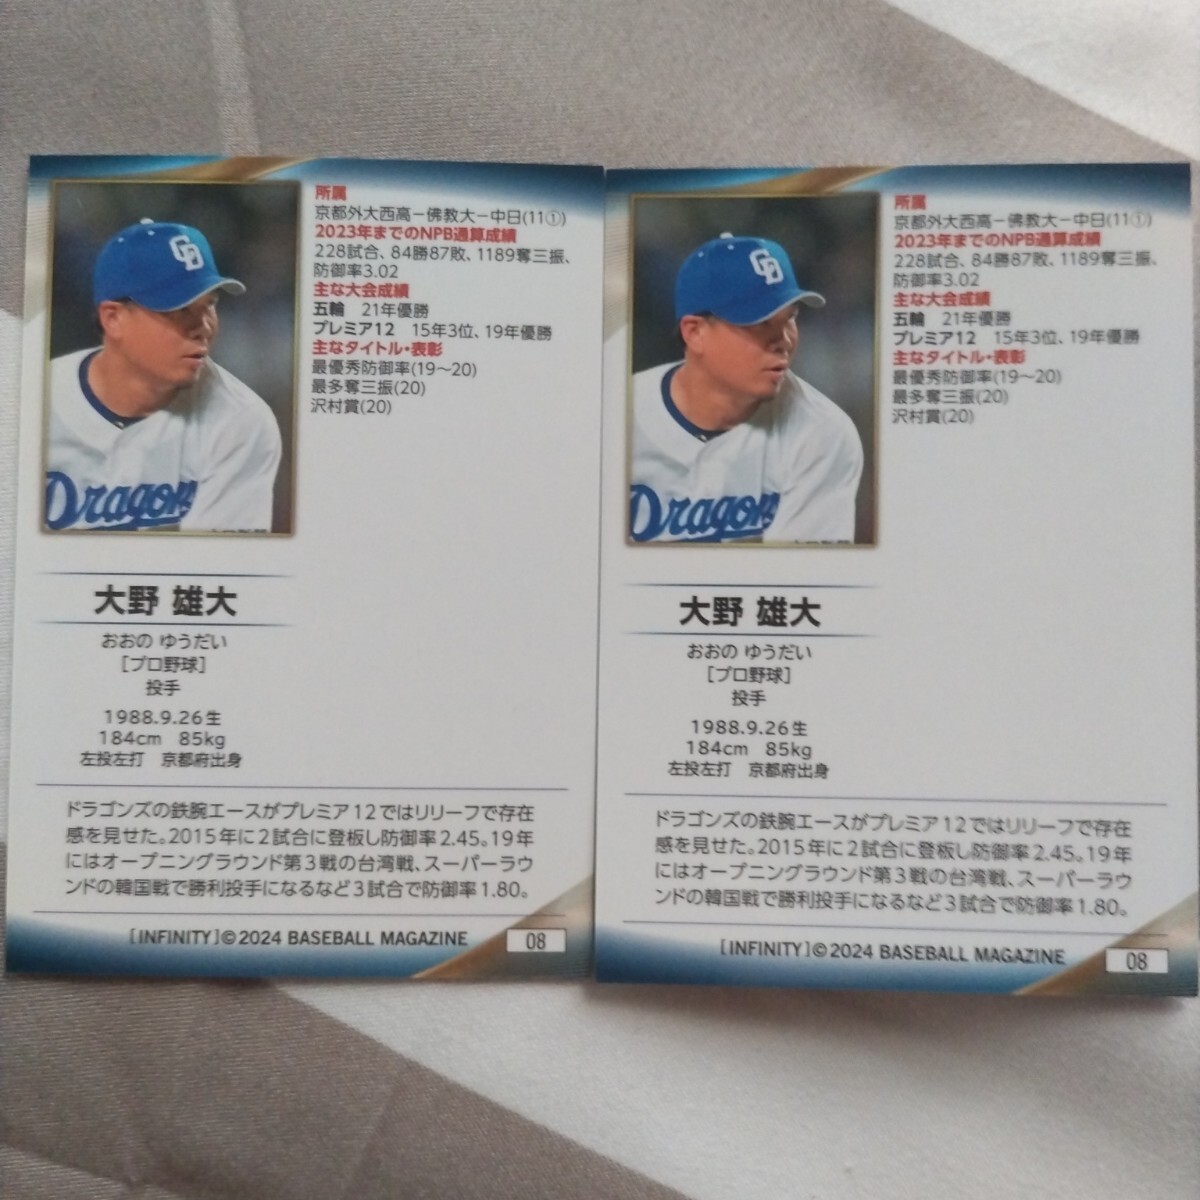 Dragons
所属
京都外大西高－佛教大－中日(11①)
2023年までのNPB通算成績
228試合、84勝87敗、1189奪三振、
防御率3.02
主な大会成績
五輪　21年優勝
プレミア12　15年3位、19年優勝
主なタイトル・表彰
最優秀防御率(19〜20)
最多奪三振(20)
沢村賞(20)
大野 雄大
おおの ゆうだい
［プロ野球］
投手
1988.9.26生
184cm　85kg
左投左打　京都府出身
ドラゴンズの鉄腕エースがプレミア12ではリリーフで存在
感を見せた。2015年に2試合に登板し防御率2.45。19年
にはオープニングラウンド第3戦の台湾戦、スーパーラウ
ンドの韓国戦で勝利投手になるなど3試合で防御率1.80。
［INFINITY］©2024 BASEBALL MAGAZINE
08
Dragons
所属
京都外大西高－佛教大－中日(11①)
2023年までのNPB通算成績
228試合、84勝87敗、1189奪三振、
防御率3.02
主な大会成績
五輪　21年優勝
プレミア12　15年3位、19年優勝
主なタイトル・表彰
最優秀防御率(19〜20)
最多奪三振(20)
沢村賞(20)
大野 雄大
おおの ゆうだい
［プロ野球］
投手
1988.9.26生
184cm　85kg
左投左打　京都府出身
ドラゴンズの鉄腕エースがプレミア12ではリリーフで存在
感を見せた。2015年に2試合に登板し防御率2.45。19年
にはオープニングラウンド第3戦の台湾戦、スーパーラウ
ンドの韓国戦で勝利投手になるなど3試合で防御率1.80。
［INFINITY］©2024 BASEBALL MAGAZINE
08